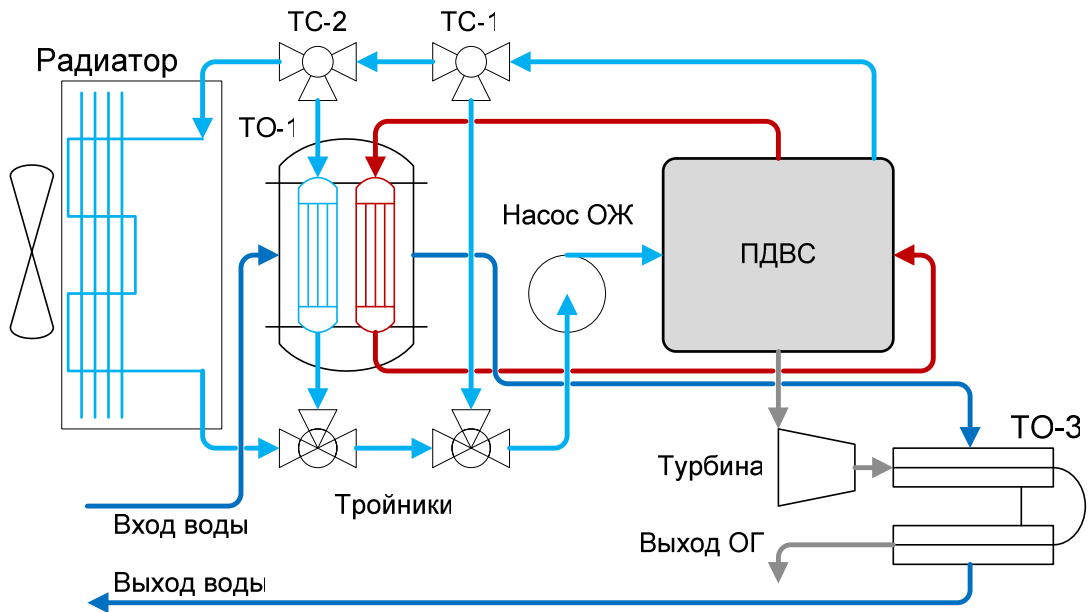 ТС-2
ТС-1
Радиатор
ТО-1
Насос ОЖ
ПДВС
ТО-3
Турбина
Тройники
Вход воды
Выход ОГ
Выход воды